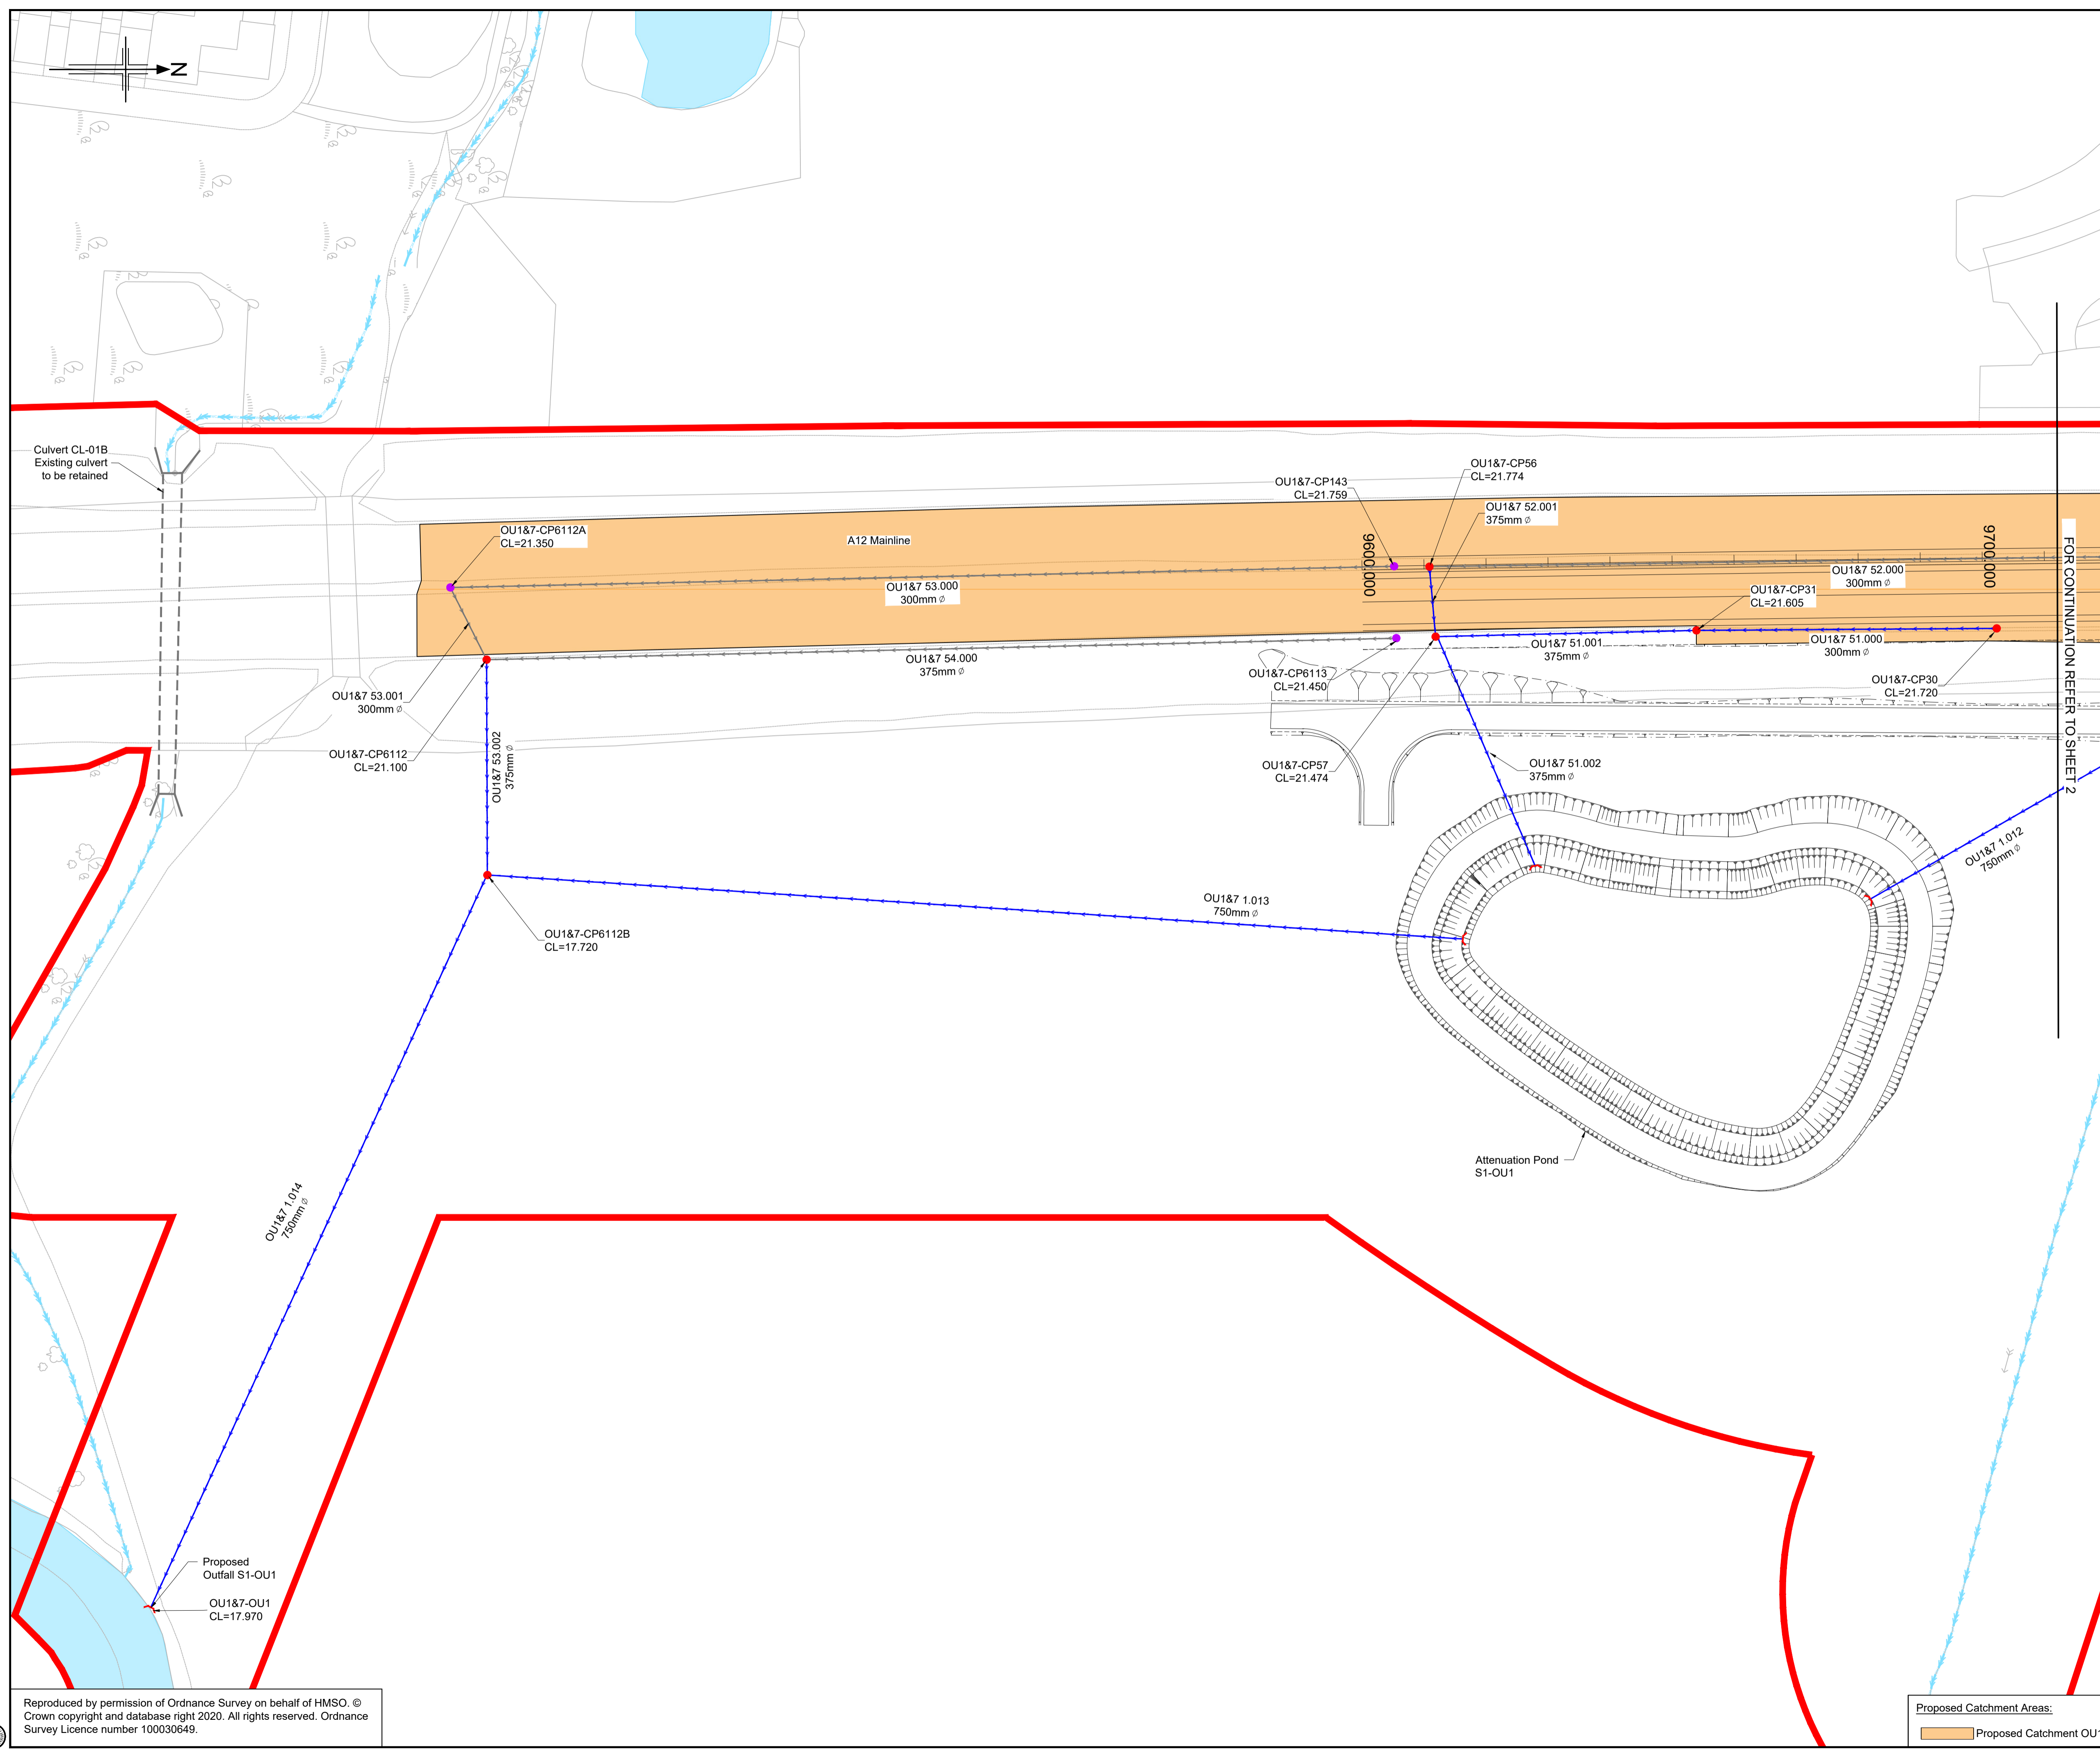 N
Culvert CL-01B
Existing culvert
to be retained
OU1&7-CP6112A
CL=21.350
A12 Mainline
OU1&7 53.000
300mm ⌀
OU1&7-CP143
CL=21.759
OU1&7-CP56
CL=21.774
OU1&7 52.001
375mm ⌀
9600.000
9700.000
OU1&7 52.000
300mm ⌀
OU1&7-CP31
CL=21.605
OU1&7 51.001
375mm ⌀
OU1&7 51.000
300mm ⌀
OU1&7 54.000
375mm ⌀
OU1&7-CP6113
CL=21.450
OU1&7-CP30
CL=21.720
OU1&7 53.001
300mm ⌀
OU1&7-CP6112
CL=21.100
OU1&7 53.002
375mm ⌀
OU1&7-CP57
CL=21.474
OU1&7 51.002
375mm ⌀
FOR CONTINUATION REFER TO SHEET 2
OU1&7 1.012
750mm ⌀
OU1&7 1.013
750mm ⌀
OU1&7-CP6112B
CL=17.720
Attenuation Pond
S1-OU1
OU1&7 1.014
750mm ⌀
Proposed
Outfall S1-OU1
OU1&7-OU1
CL=17.970
Reproduced by permission of Ordnance Survey on behalf of HMSO. ©
Crown copyright and database right 2020. All rights reserved. Ordnance
Survey Licence number 100030649.
Proposed Catchment Areas:
Proposed Catchment OU1